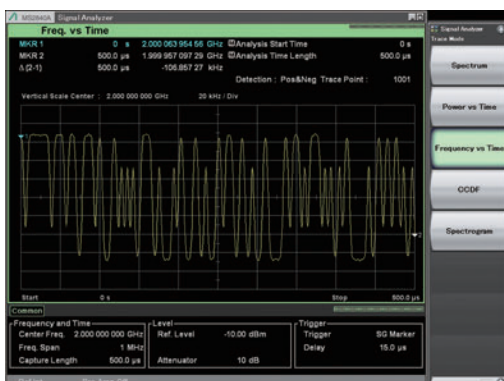 MS2840A Signal Analyzer
Freq. vs Time
MKR 1 0 s 2.000 063 954 56 GHz Analysis Start Time 0 s
MKR 2 500.0 µs 1.999 957 097 29 GHz Analysis Time Length 500.0 µs
Δ(2-1) 500.0 µs -106.857 27 kHz
Detection : Pos&Neg Trace Point : 1001
Vertical Scale Center : 2.000 000 000 GHz 20 kHz / Div
1
2
Start 0 s Stop 500.0 µs
Common
Frequency and Time
Center Freq. 2.000 000 000 GHz
Freq. Span 1 MHz
Capture Length 500.0 µs
Level
Ref. Level -10.00 dBm
Attenuator 10 dB
Trigger
Trigger SG Marker
Delay 15.0 µs
Signal Analyzer
Trace Mode
Spectrum
Power vs Time
Frequency vs Time
CCDF
Spectrogram